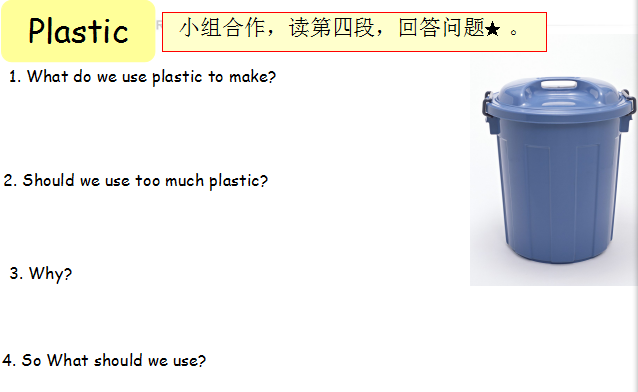 Plastic
小组合作，读第四段，回答问题★ 。
1. What do we use plastic to make?
2. Should we use too much plastic?
3. Why?
4. So What should we use?